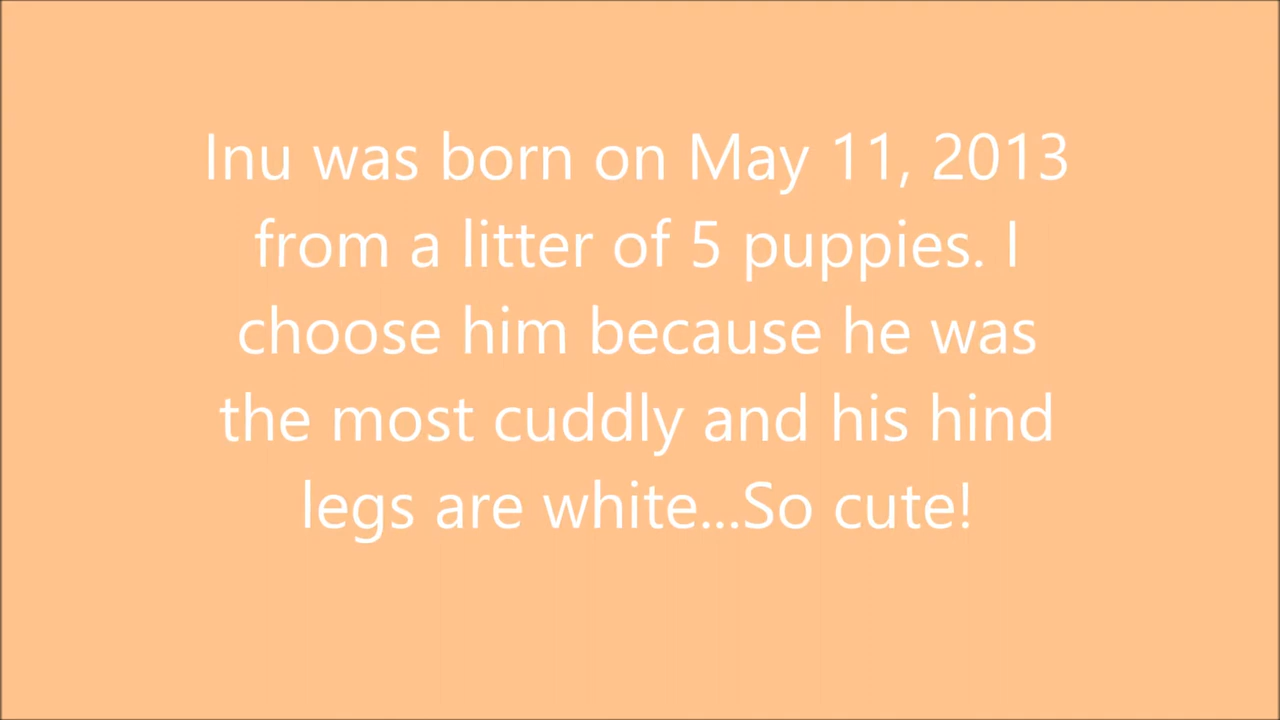 Inu was born on May 11, 2013
from a litter of 5 puppies. I
choose him because he was
the most cuddly and his hind
legs are white...So cute!